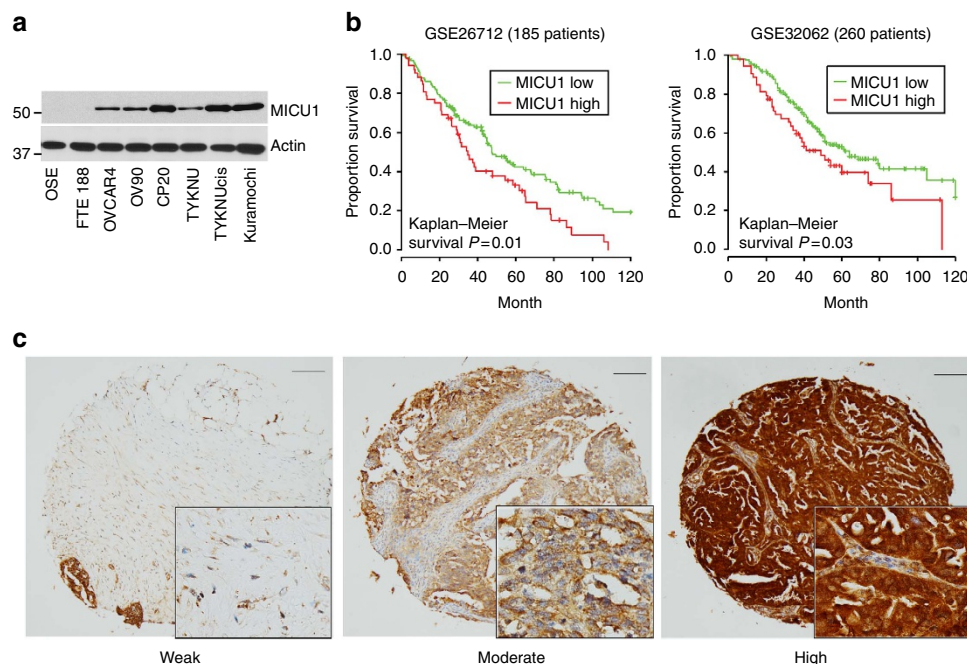 a
50
37
MICU1
Actin
OSE
FTE 188
OVCAR4
OV90
CP20
TYKNU
TYKNUcis
Kuramochi
b
GSE26712 (185 patients)
1.0
0.8
0.6
0.4
0.2
0.0
Proportion survival
MICU1 low
MICU1 high
Kaplan–Meier
survival P=0.01
0 20 40 60 80 100 120
Month
GSE32062 (260 patients)
1.0
0.8
0.6
0.4
0.2
0.0
Proportion survival
MICU1 low
MICU1 high
Kaplan–Meier
survival P=0.03
0 20 40 60 80 100 120
Month
c
Weak
Moderate
High